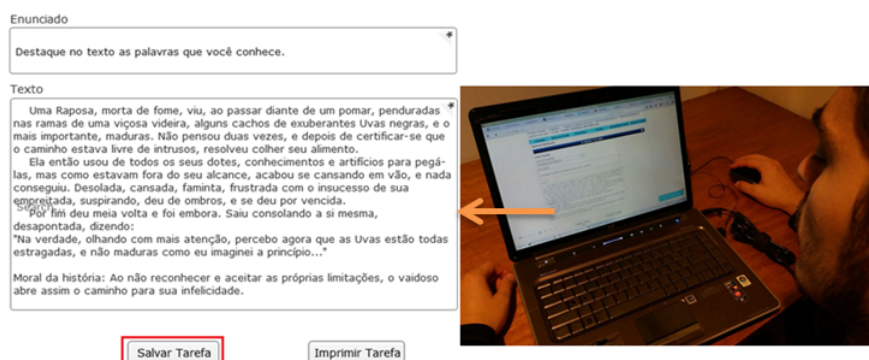 Enunciado
Destaque no texto as palavras que você conhece.
Texto
Uma Raposa, morta de fome, viu, ao passar diante de um pomar, penduradas
nas ramas de uma viçosa videira, alguns cachos de exuberantes Uvas negras, e o
mais importante, maduras. Não pensou duas vezes, e depois de certificar-se que
o caminho estava livre de intrusos, resolveu colher seu alimento.
Ela então usou de todos os seus dotes, conhecimentos e artifícios para pegá-
las, mas como estavam fora do seu alcance, acabou se cansando em vão, e nada
conseguiu. Desolada, cansada, faminta, frustrada com o insucesso de sua
empreitada, suspirando, deu de ombros, e se deu por vencida.
Search
Por fim deu meia volta e foi embora. Saiu consolando a si mesma,
desapontada, dizendo:
"Na verdade, olhando com mais atenção, percebo agora que as Uvas estão todas
estragadas, e não maduras como eu imaginei a princípio..."
Moral da história: Ao não reconhecer e aceitar as próprias limitações, o vaidoso
abre assim o caminho para sua infelicidade.
Salvar Tarefa
Imprimir Tarefa